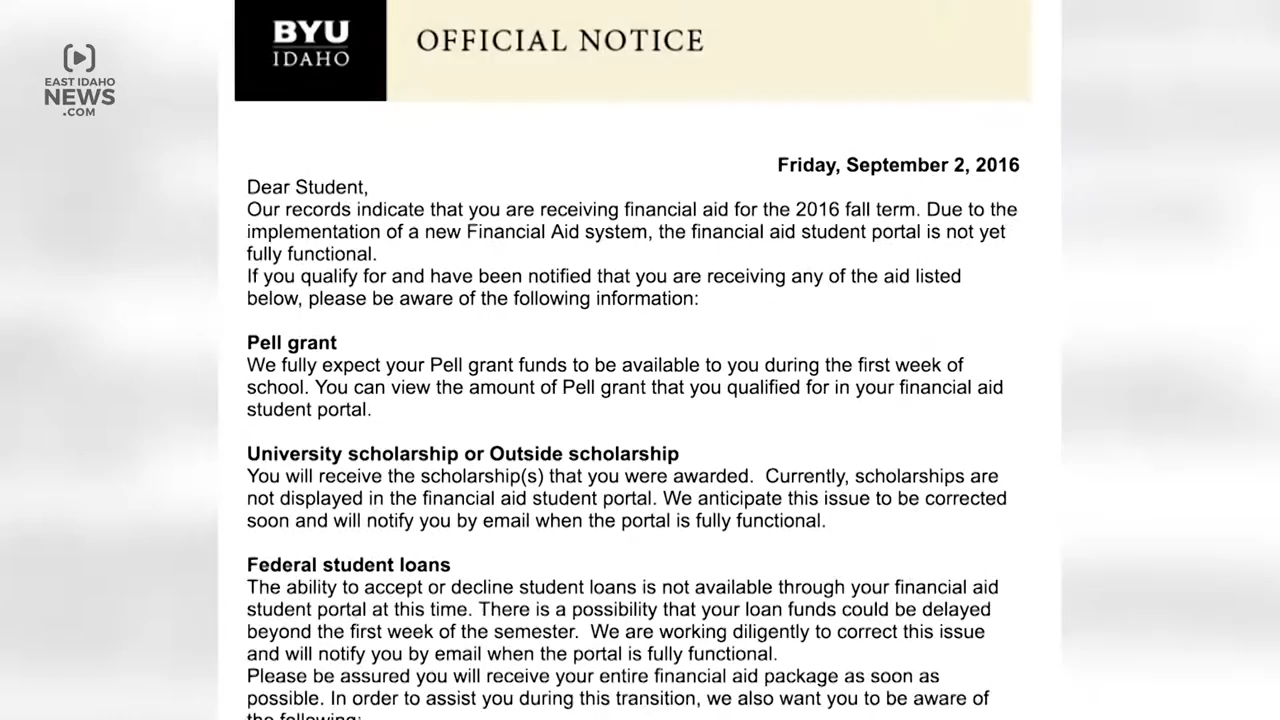 BYU
IDAHO
OFFICIAL NOTICE
EAST IDAHO
NEWS
.COM
Friday, September 2, 2016
Dear Student,
Our records indicate that you are receiving financial aid for the 2016 fall term. Due to the
implementation of a new Financial Aid system, the financial aid student portal is not yet
fully functional.
If you qualify for and have been notified that you are receiving any of the aid listed
below, please be aware of the following information:
Pell grant
We fully expect your Pell grant funds to be available to you during the first week of
school. You can view the amount of Pell grant that you qualified for in your financial aid
student portal.
University scholarship or Outside scholarship
You will receive the scholarship(s) that you were awarded.  Currently, scholarships are
not displayed in the financial aid student portal. We anticipate this issue to be corrected
soon and will notify you by email when the portal is fully functional.
Federal student loans
The ability to accept or decline student loans is not available through your financial aid
student portal at this time. There is a possibility that your loan funds could be delayed
beyond the first week of the semester.  We are working diligently to correct this issue
and will notify you by email when the portal is fully functional.
Please be assured you will receive your entire financial aid package as soon as
possible. In order to assist you during this transition, we also want you to be aware of
the following: